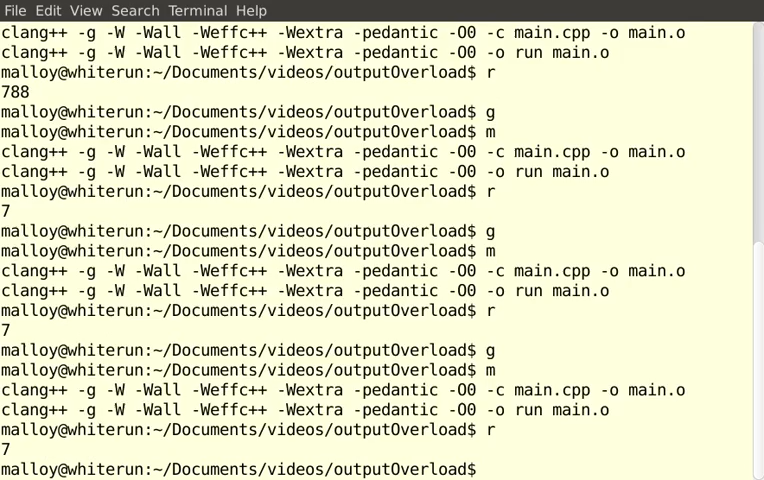 File Edit View Search Terminal Help
clang++ -g -W -Wall -Weffc++ -Wextra -pedantic -O0 -c main.cpp -o main.o
clang++ -g -W -Wall -Weffc++ -Wextra -pedantic -O0 -o run main.o
malloy@whiterun:~/Documents/videos/outputOverload$ r
788
malloy@whiterun:~/Documents/videos/outputOverload$ g
malloy@whiterun:~/Documents/videos/outputOverload$ m
clang++ -g -W -Wall -Weffc++ -Wextra -pedantic -O0 -c main.cpp -o main.o
clang++ -g -W -Wall -Weffc++ -Wextra -pedantic -O0 -o run main.o
malloy@whiterun:~/Documents/videos/outputOverload$ r
7
malloy@whiterun:~/Documents/videos/outputOverload$ g
malloy@whiterun:~/Documents/videos/outputOverload$ m
clang++ -g -W -Wall -Weffc++ -Wextra -pedantic -O0 -c main.cpp -o main.o
clang++ -g -W -Wall -Weffc++ -Wextra -pedantic -O0 -o run main.o
malloy@whiterun:~/Documents/videos/outputOverload$ r
7
malloy@whiterun:~/Documents/videos/outputOverload$ g
malloy@whiterun:~/Documents/videos/outputOverload$ m
clang++ -g -W -Wall -Weffc++ -Wextra -pedantic -O0 -c main.cpp -o main.o
clang++ -g -W -Wall -Weffc++ -Wextra -pedantic -O0 -o run main.o
malloy@whiterun:~/Documents/videos/outputOverload$ r
7
malloy@whiterun:~/Documents/videos/outputOverload$